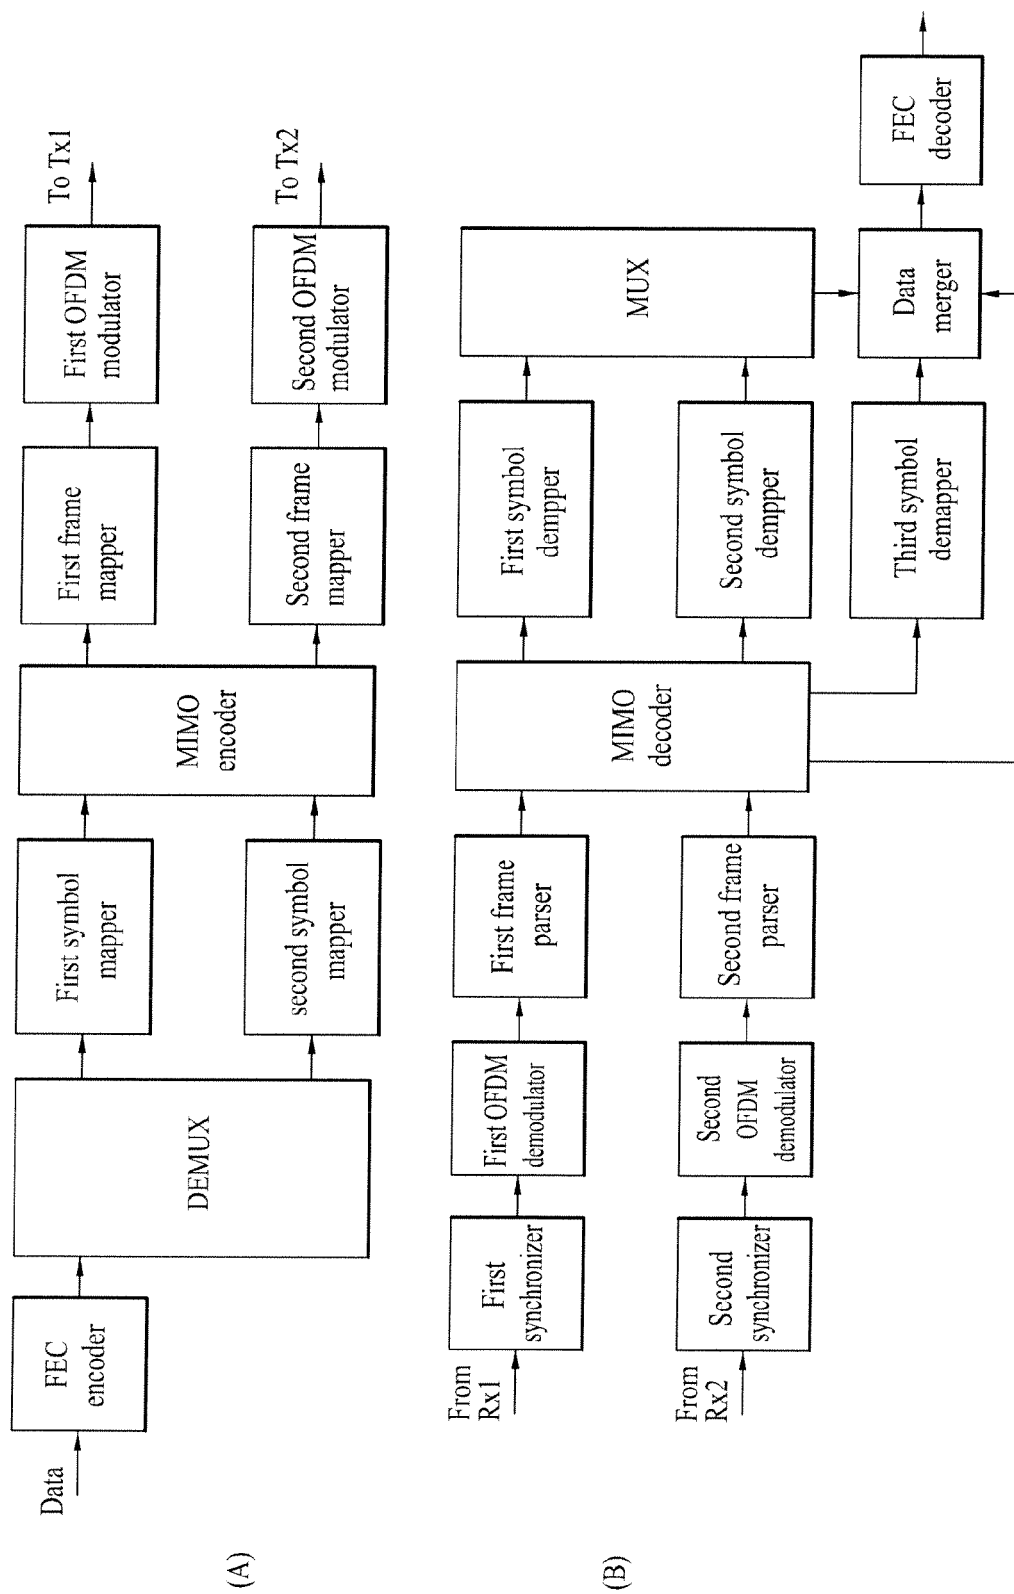 (A)
Data
FEC
encoder
DEMUX
First symbol
mapper
second symbol
mapper
MIMO
encoder
First frame
mapper
Second frame
mapper
First OFDM
modulator
Second OFDM
modulator
To Tx1
To Tx2
(B)
From
Rx1
From
Rx2
First
synchronizer
Second
synchronizer
First OFDM
demodulator
Second
OFDM
demodulator
First frame
parser
Second frame
parser
MIMO
decoder
First symbol
dempper
Second symbol
dempper
Third symbol
demapper
MUX
Data
merger
FEC
decoder